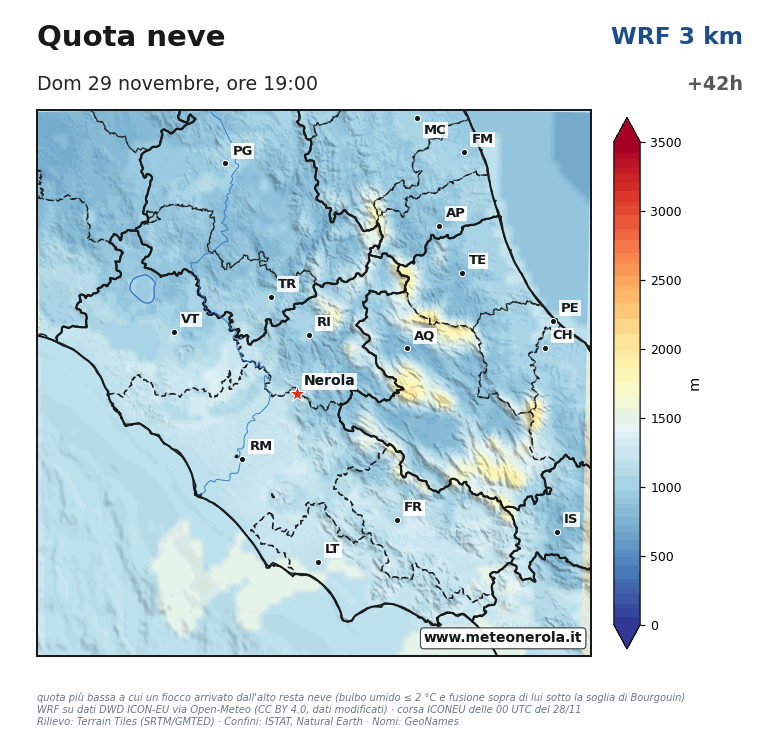 Quota neve
WRF 3 km
Dom 29 novembre, ore 19:00
+42h
MC
FM
PG
AP
TE
TR
PE
VT
RI
AQ
CH
Nerola
RM
FR
IS
LT
www.meteonerola.it
3500
3000
2500
2000
1500
1000
500
0
m
quota più bassa a cui un fiocco arrivato dall'alto resta neve (bulbo umido ≤ 2 °C e fusione sopra di lui sotto la soglia di Bourgouin)
WRF su dati DWD ICON-EU via Open-Meteo (CC BY 4.0, dati modificati) · corsa ICONEU delle 00 UTC del 28/11
Rilievo: Terrain Tiles (SRTM/GMTED) · Confini: ISTAT, Natural Earth · Nomi: GeoNames